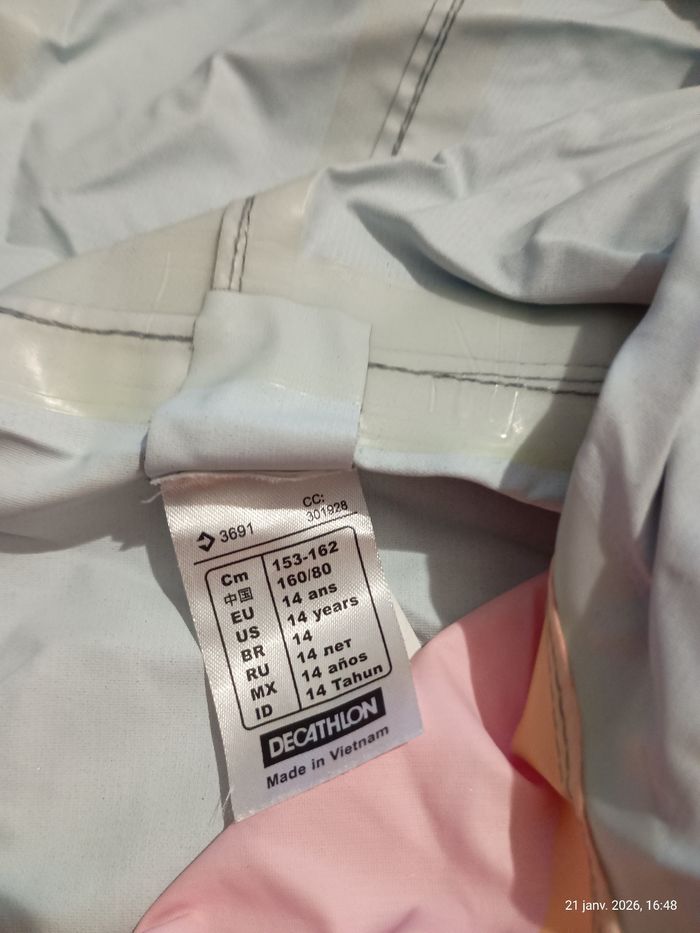 3691
CC:
301928
Cm 153-162
中国 160/80
EU 14 ans
US 14 years
BR 14
RU 14 лет
MX 14 años
ID 14 Tahun
DECATHLON
Made in Vietnam
21 janv. 2026, 16:48